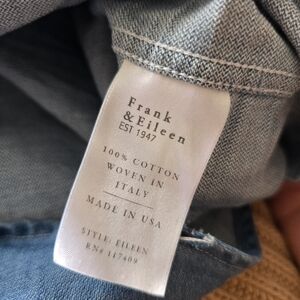 Frank
& Eileen
EST 1947
100% COTTON
WOVEN IN
ITALY
MADE IN USA
STYLE: EILEEN
RN# 117409